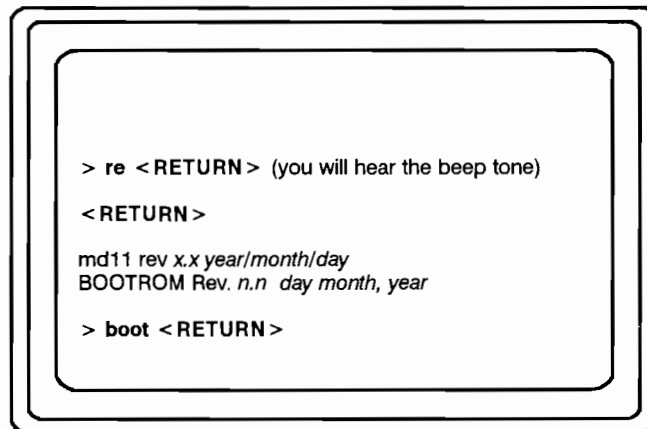 > re <RETURN> (you will hear the beep tone)
<RETURN>
md11 rev x.x year/month/day
BOOTROM Rev. n.n day month, year
> boot <RETURN>